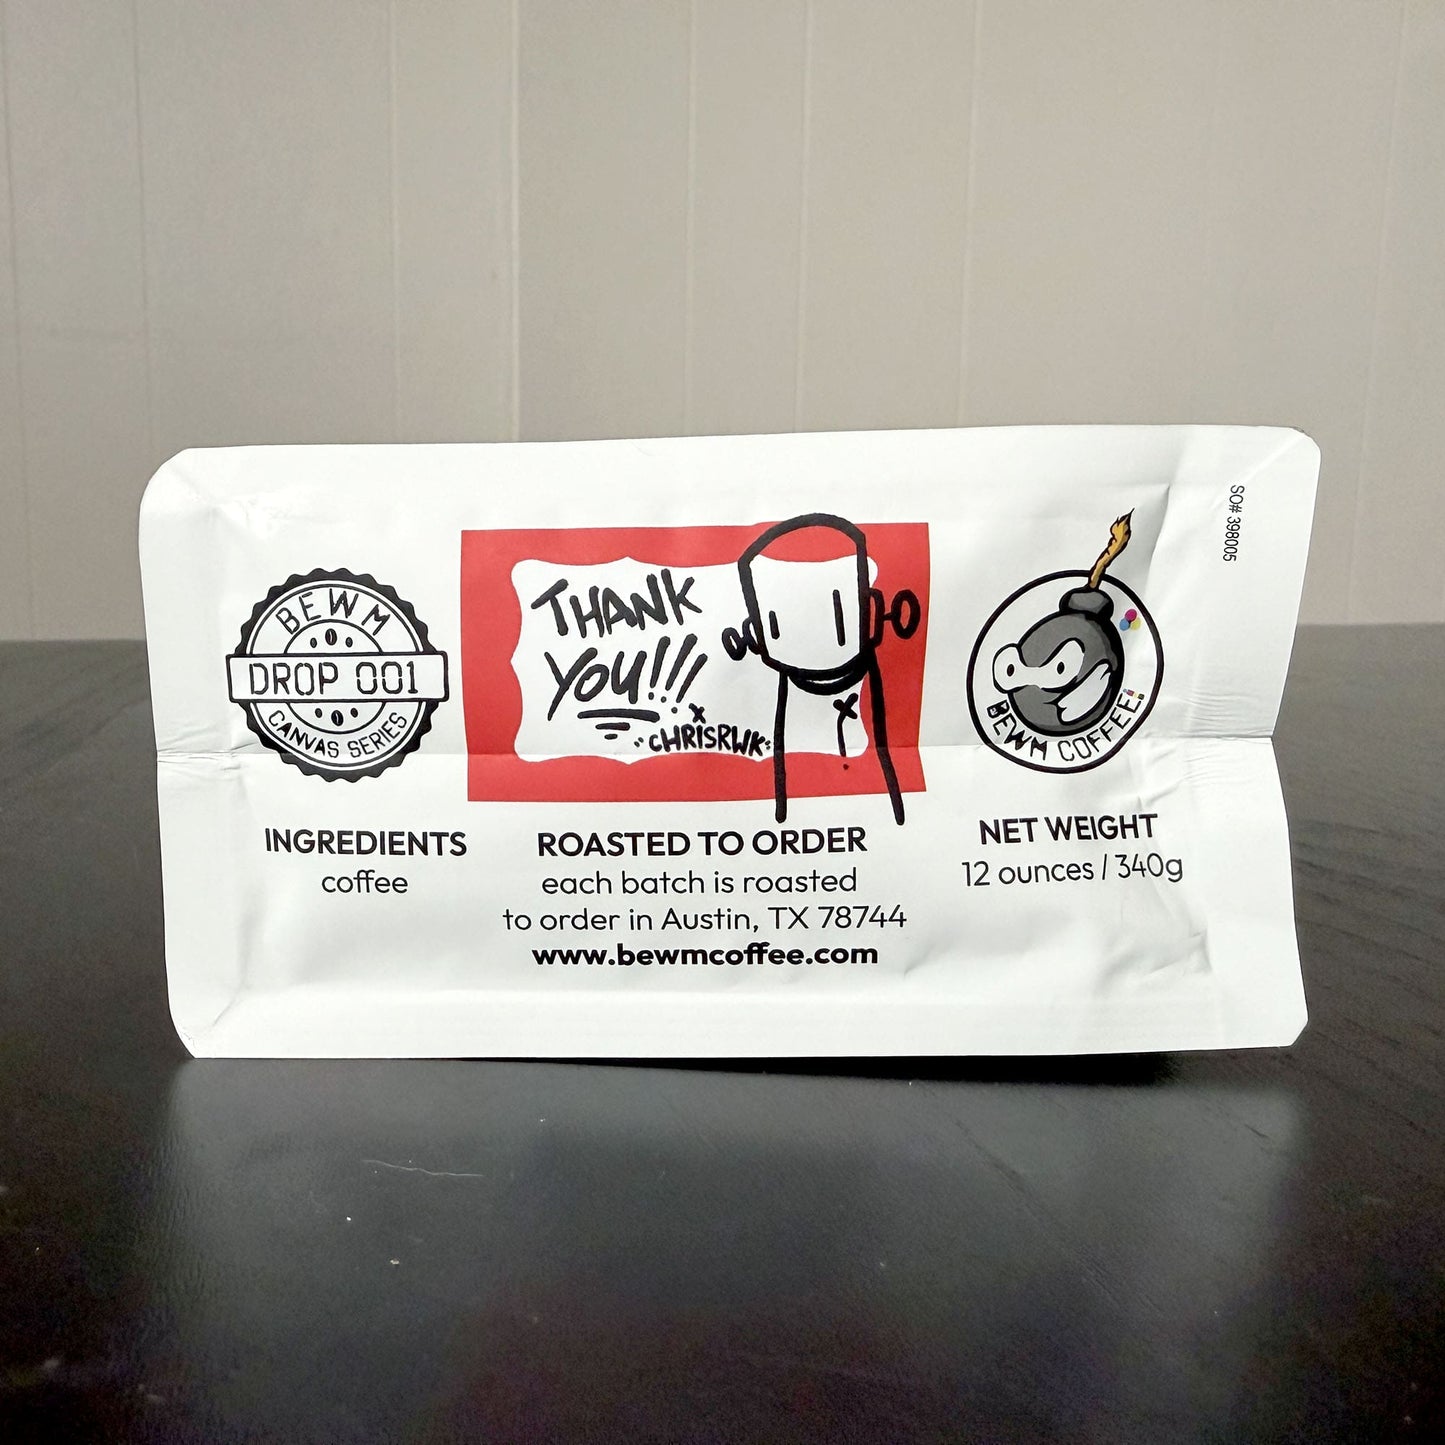 BEWM
DROP 001
CANVAS SERIES
THANK
YOU!!!
CHRISRWK
BEWM COFFEE!
SO# 398005
INGREDIENTS
coffee
ROASTED TO ORDER
each batch is roasted
to order in Austin, TX 78744
www.bewmcoffee.com
NET WEIGHT
12 ounces / 340g